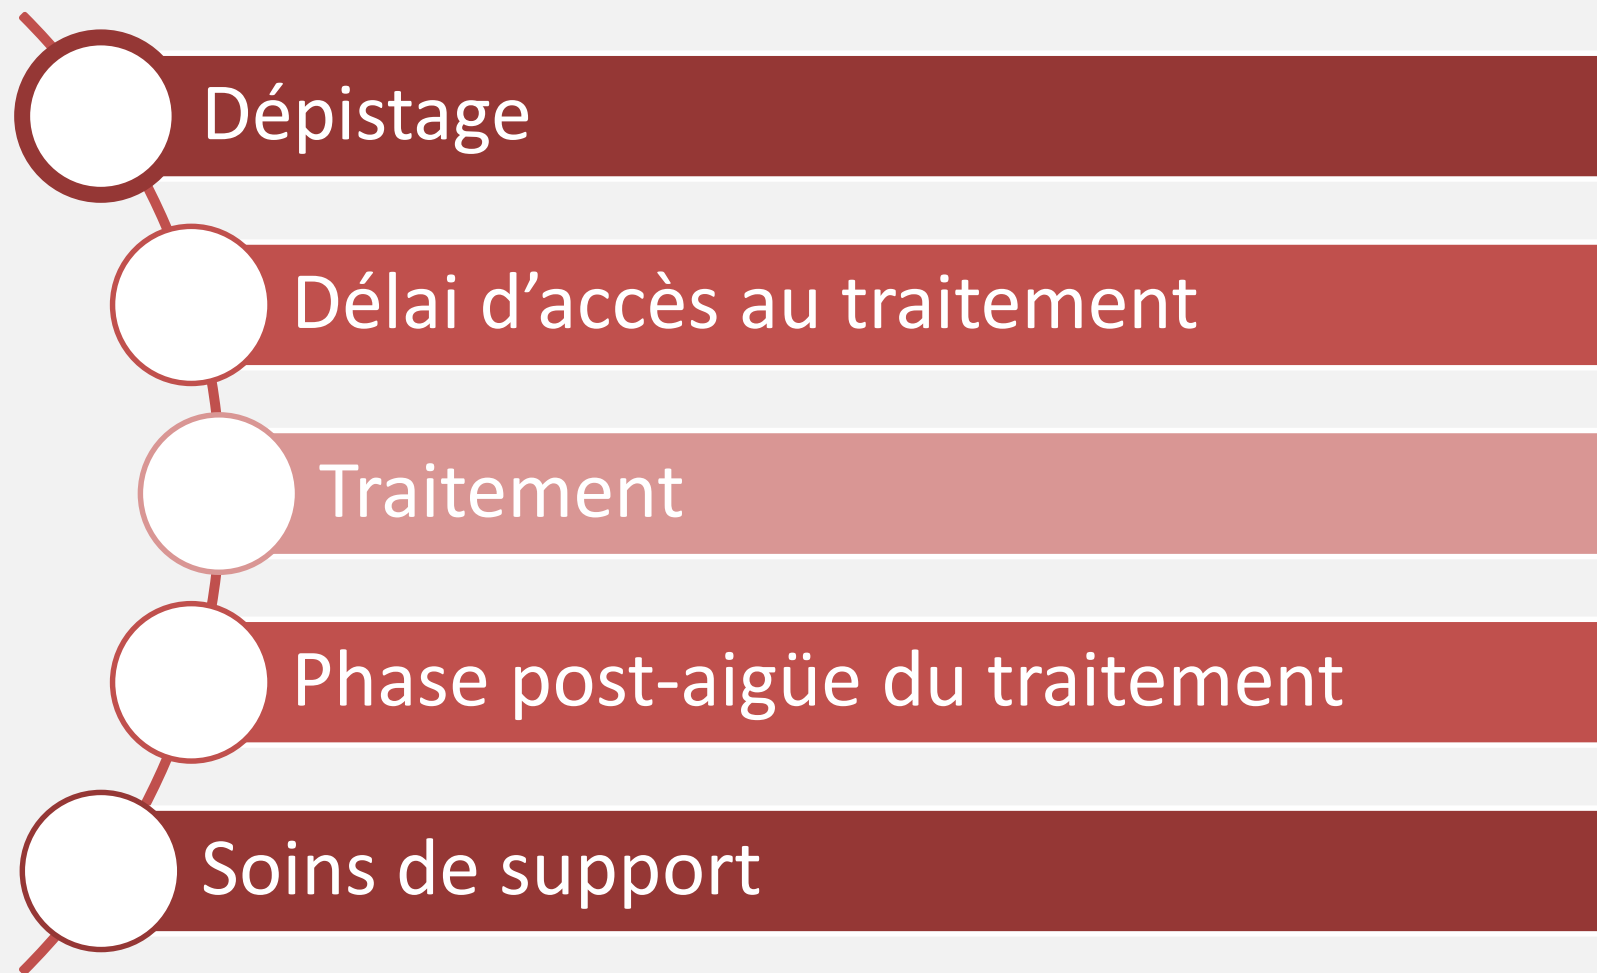 Dépistage
Délai d’accès au traitement
Traitement
Phase post-aigüe du traitement
Soins de support